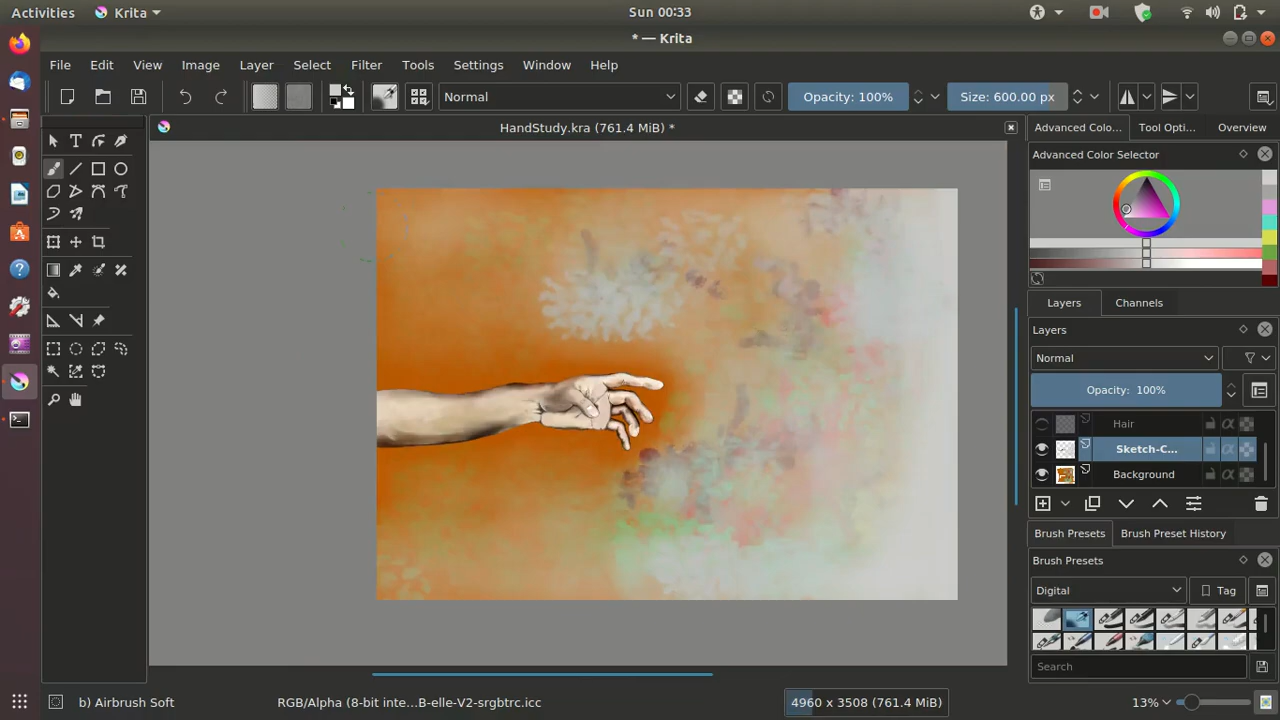 Activities Krita Sun 00:33
* — Krita
File Edit View Image Layer Select Filter Tools Settings Window Help
Normal Opacity: 100% Size: 600.00 px
HandStudy.kra (761.4 MiB) * Advanced Colo... Tool Opti... Overview
Advanced Color Selector
Layers Channels
Layers
Normal
Opacity: 100%
Hair
Sketch-C...
Background
Brush Presets Brush Preset History
Brush Presets
Digital Tag
Search
b) Airbrush Soft RGB/Alpha (8-bit inte...B-elle-V2-srgbtrc.icc 4960 x 3508 (761.4 MiB) 13%